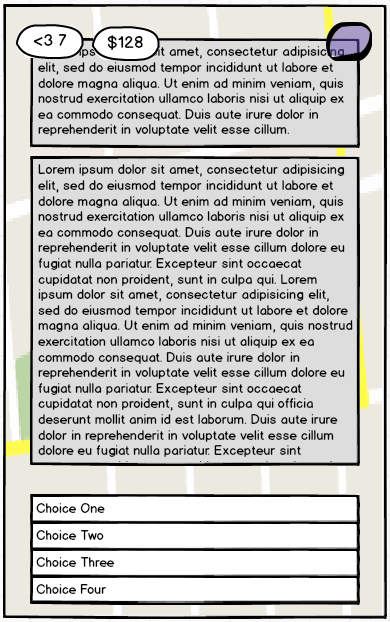 <3 7
$128
t amet, consectetur adipisicing
elit, sed do eiusmod tempor incididunt ut labore et
dolore magna aliqua. Ut enim ad minim veniam, quis
nostrud exercitation ullamco laboris nisi ut aliquip ex
ea commodo consequat. Duis aute irure dolor in
reprehenderit in voluptate velit esse cillum.
Lorem ipsum dolor sit amet, consectetur adipisicing
elit, sed do eiusmod tempor incididunt ut labore et
dolore magna aliqua. Ut enim ad minim veniam, quis
nostrud exercitation ullamco laboris nisi ut aliquip ex
ea commodo consequat. Duis aute irure dolor in
reprehenderit in voluptate velit esse cillum dolore eu
fugiat nulla pariatur. Excepteur sint occaecat
cupidatat non proident, sunt in culpa qui. Lorem
ipsum dolor sit amet, consectetur adipisicing elit,
sed do eiusmod tempor incididunt ut labore et dolore
magna aliqua. Ut enim ad minim veniam, quis nostrud
exercitation ullamco laboris nisi ut aliquip ex ea
commodo consequat. Duis aute irure dolor in
reprehenderit in voluptate velit esse cillum dolore eu
fugiat nulla pariatur. Excepteur sint occaecat
cupidatat non proident, sunt in culpa qui officia
deserunt mollit anim id est laborum. Duis aute irure
dolor in reprehenderit in voluptate velit esse cillum
dolore eu fugiat nulla pariatur. Excepteur sint
Choice One
Choice Two
Choice Three
Choice Four